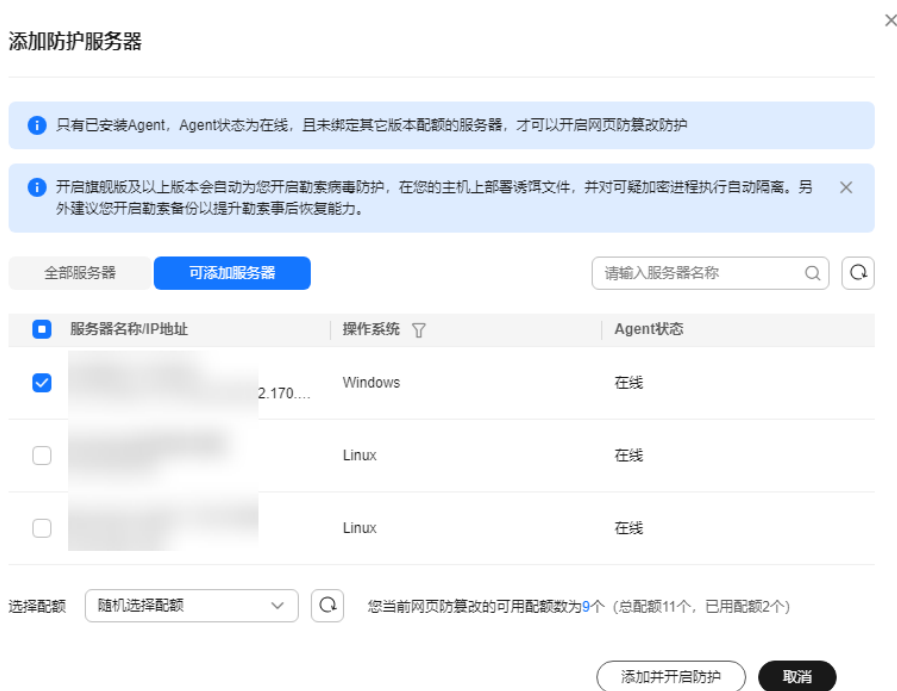 添加防护服务器
只有已安装Agent，Agent状态为在线，且未绑定其它版本配额的服务器，才可以开启网页防篡改防护
开启旗舰版及以上版本会自动为您开启勒索病毒防护，在您的主机上部署诱饵文件，并对可疑加密进程执行自动隔离。另
外建议您开启勒索备份以提升勒索事后恢复能力。
全部服务器 可添加服务器 请输入服务器名称
服务器名称/IP地址 操作系统 Agent状态
2.170.... Windows 在线
Linux 在线
Linux 在线
选择配额 随机选择配额 您当前网页防篡改的可用配额数为9个（总配额11个，已用配额2个）
添加并开启防护 取消